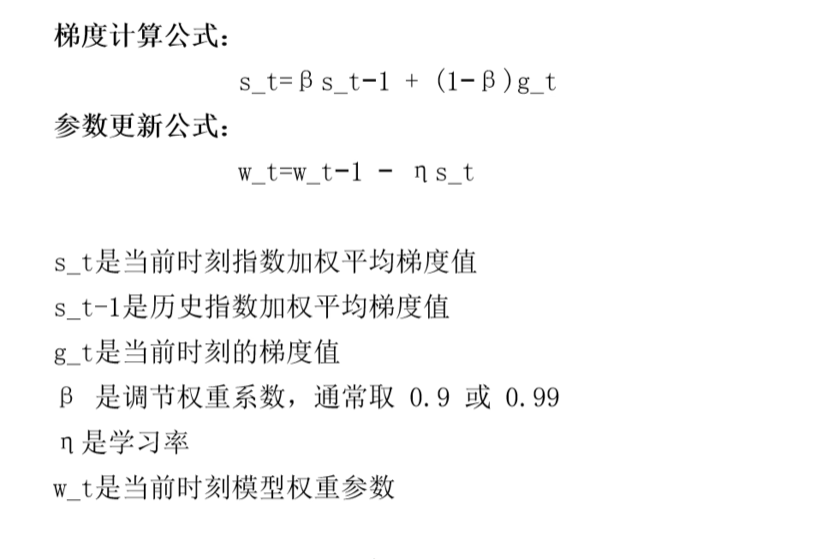 梯度计算公式：
s_t=βs_t-1 + (1-β)g_t
参数更新公式：
w_t=w_t-1 - ηs_t
s_t是当前时刻指数加权平均梯度值
s_t-1是历史指数加权平均梯度值
g_t是当前时刻的梯度值
β 是调节权重系数，通常取 0.9 或 0.99
η是学习率
w_t是当前时刻模型权重参数